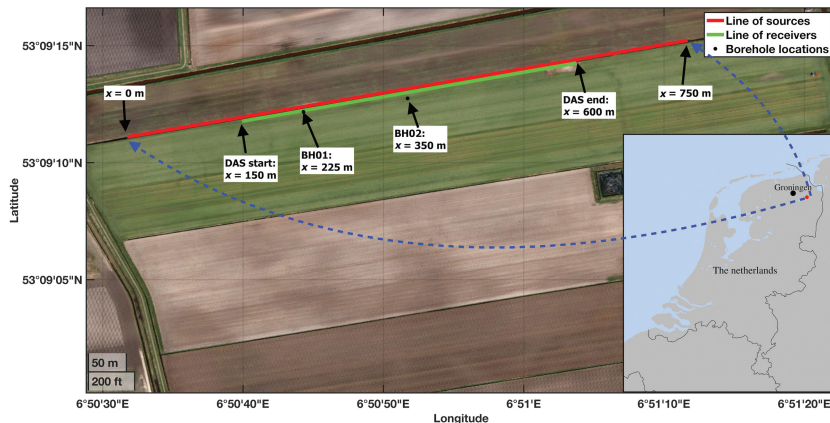 Line of sources
Line of receivers
Borehole locations
53°09'15"N
53°09'10"N
53°09'05"N
Latitude
x = 0 m
DAS start:
x = 150 m
BH01:
x = 225 m
BH02:
x = 350 m
DAS end:
x = 600 m
x = 750 m
Groningen
The netherlands
50 m
200 ft
6°50'30"E
6°50'40"E
6°50'50"E
6°51'E
6°51'10"E
6°51'20"E
Longitude